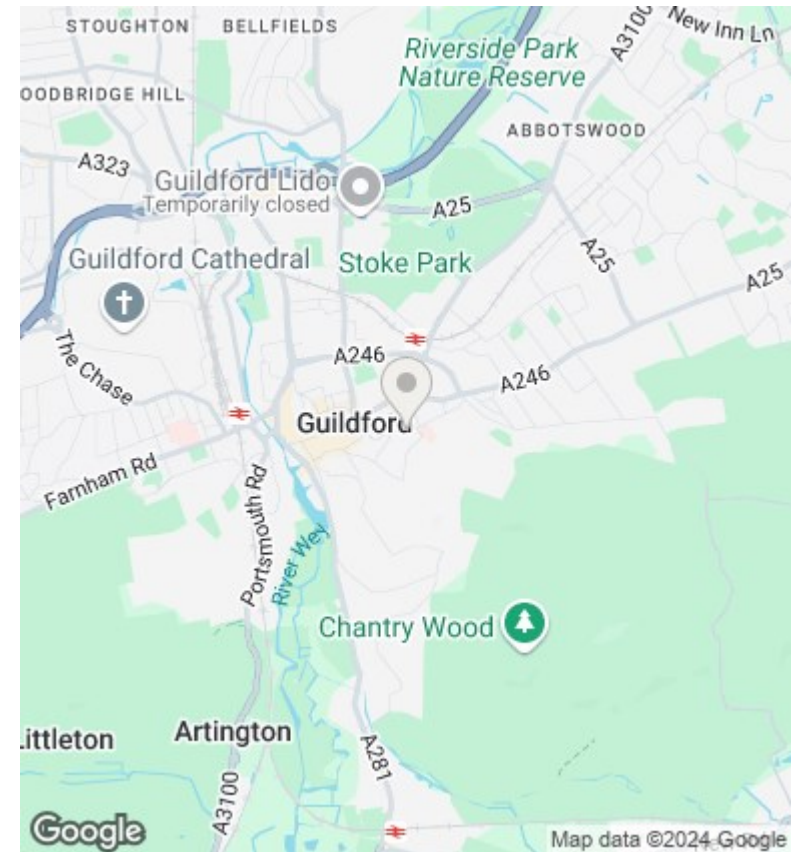 STOUGHTON
BELLFIELDS
New Inn Ln
A3100
Riverside Park
Nature Reserve
OODBRIDGE HILL
ABBOTSWOOD
A323
Guildford Lido
Temporarily closed
A25
Guildford Cathedral
Stoke Park
A25
A25
The Chase
A246
A246
Guildford
Farnham Rd
Portsmouth Rd
River Wey
Chantry Wood
Littleton
Artington
A281
A3100
Google
Map data ©2024 Google